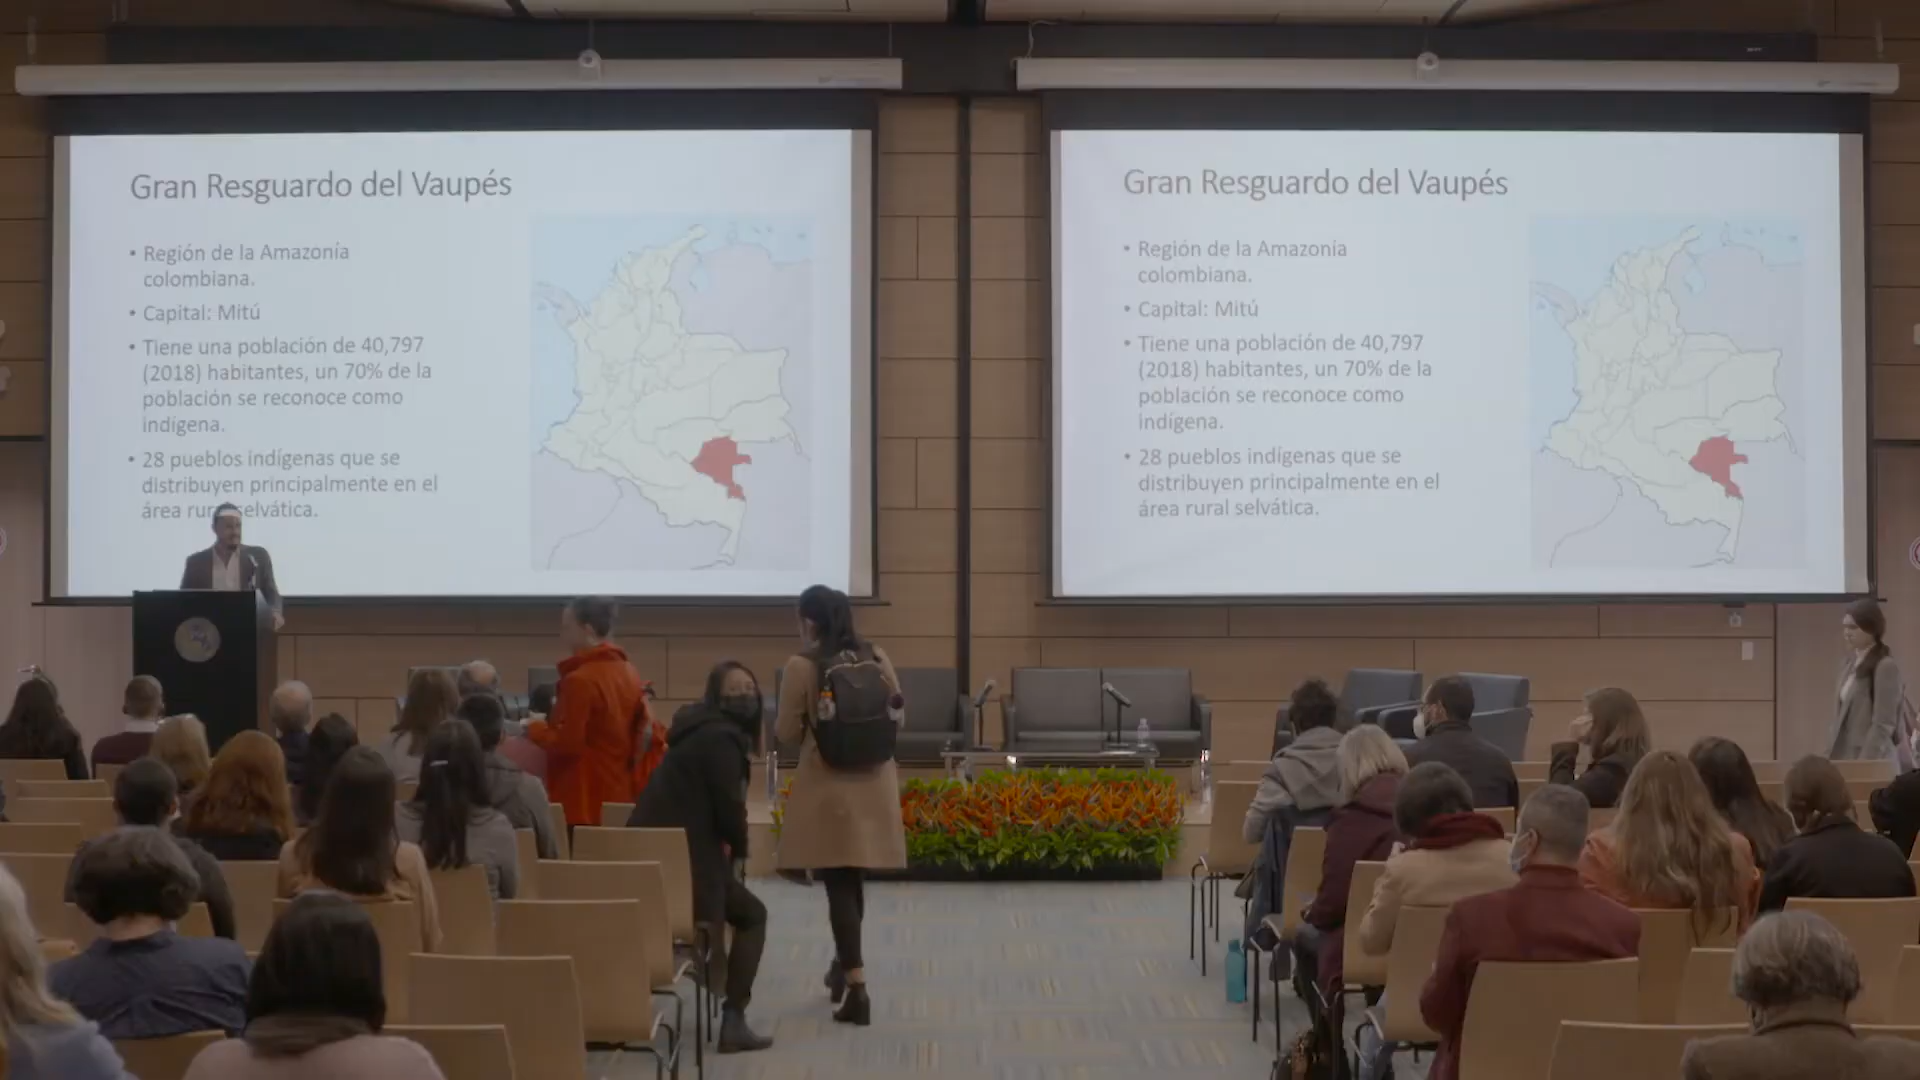 Gran Resguardo del Vaupés
• Región de la Amazonía
colombiana.
• Capital: Mitú
• Tiene una población de 40,797
(2018) habitantes, un 70% de la
población se reconoce como
indígena.
• 28 pueblos indígenas que se
distribuyen principalmente en el
área rural selvática.
Gran Resguardo del Vaupés
• Región de la Amazonía
colombiana.
• Capital: Mitú
• Tiene una población de 40,797
(2018) habitantes, un 70% de la
población se reconoce como
indígena.
• 28 pueblos indígenas que se
distribuyen principalmente en el
área rural selvática.